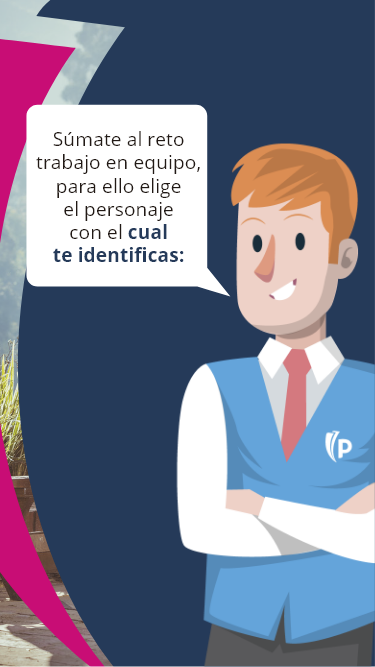 Súmate al reto
trabajo en equipo,
para ello elige
el personaje
con el cual
te identificas:
P